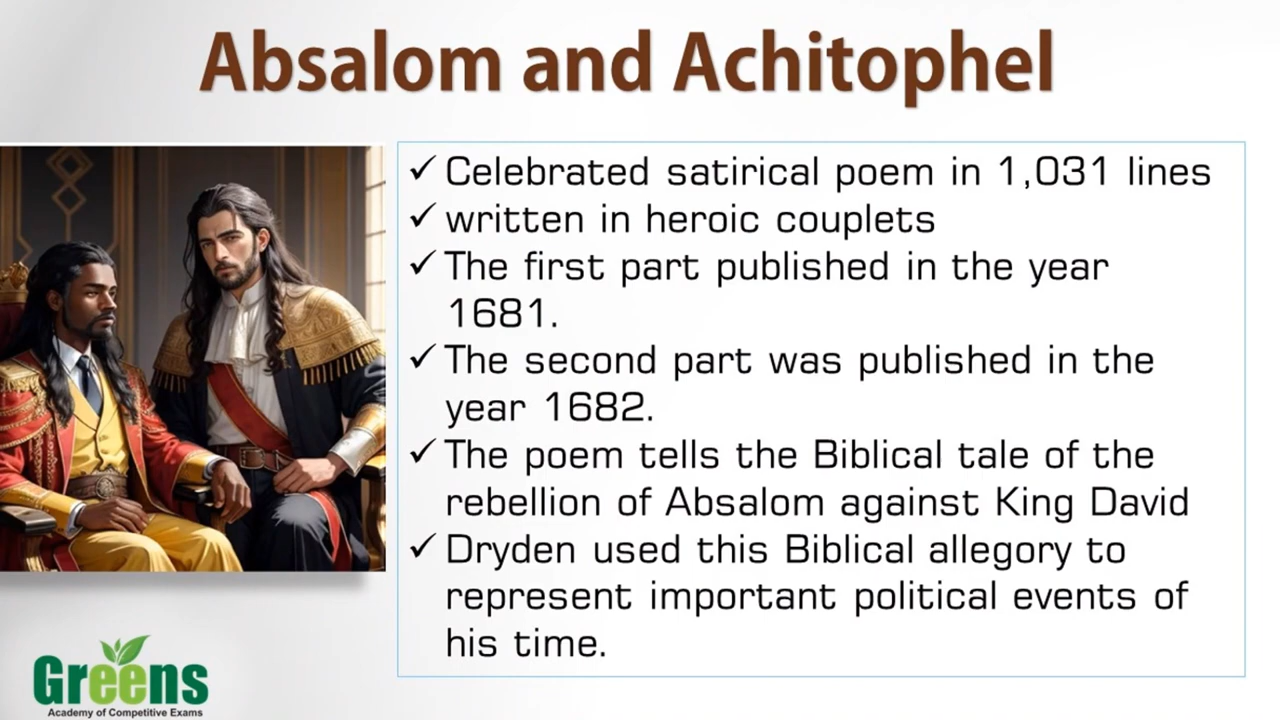 Absalom and Achitophel
✓ Celebrated satirical poem in 1,031 lines
✓ written in heroic couplets
✓ The first part published in the year
1681.
✓ The second part was published in the
year 1682.
✓ The poem tells the Biblical tale of the
rebellion of Absalom against King David
✓ Dryden used this Biblical allegory to
represent important political events of
his time.
Greens
Academy of Competitive Exams